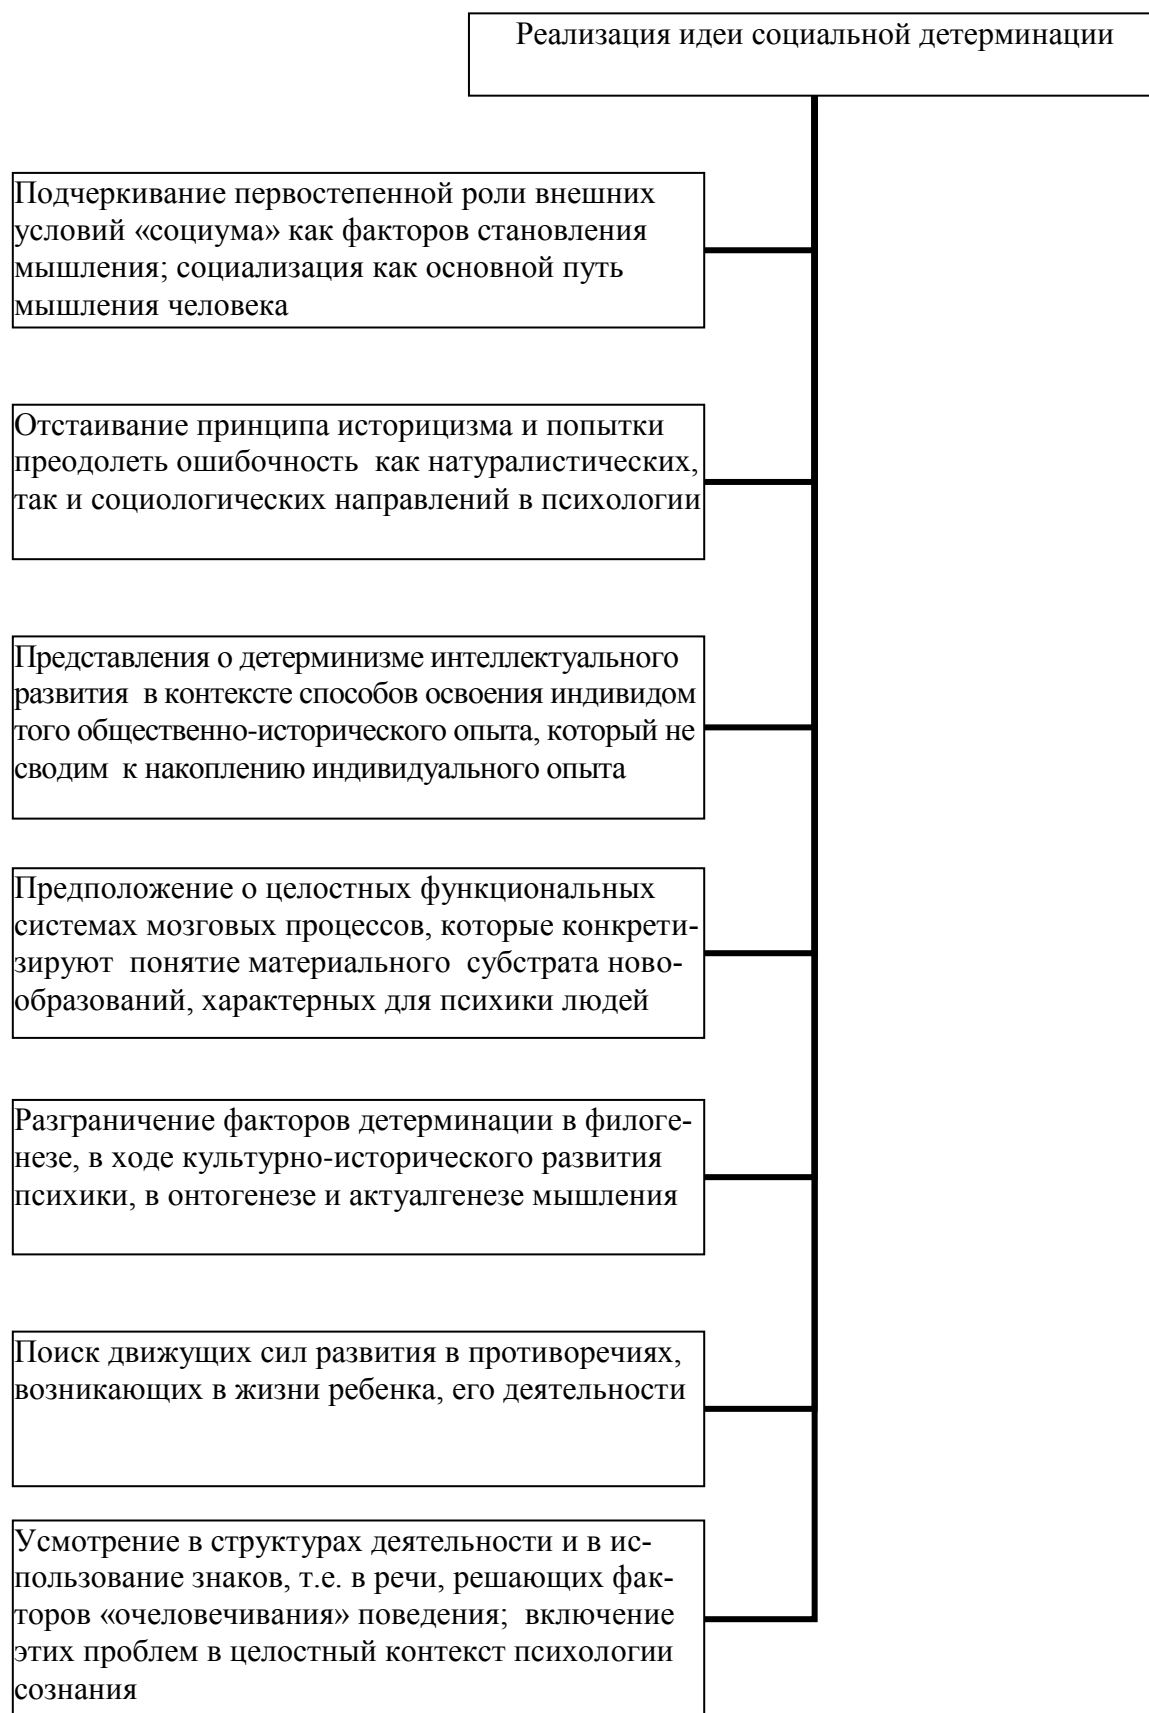 Реализация идеи социальной детерминации
Подчеркивание первостепенной роли внешних
условий «социума» как факторов становления
мышления; социализация как основной путь
мышления человека
Отстаивание принципа историцизма и попытки
преодолеть ошибочность как натуралистических,
так и социологических направлений в психологии
Представления о детерминизме интеллектуального
развития в контексте способов освоения индивидом
того общественно-исторического опыта, который не
сводим к накоплению индивидуального опыта
Предположение о целостных функциональных
системах мозговых процессов, которые конкрети-
зируют понятие материального субстрата ново-
образований, характерных для психики людей
Разграничение факторов детерминации в филоге-
незе, в ходе культурно-исторического развития
психики, в онтогенезе и актуалгенезе мышления
Поиск движущих сил развития в противоречиях,
возникающих в жизни ребенка, его деятельности
Усмотрение в структурах деятельности и в ис-
пользование знаков, т.е. в речи, решающих фак-
торов «очеловечивания» поведения; включение
этих проблем в целостный контекст психологии
сознания